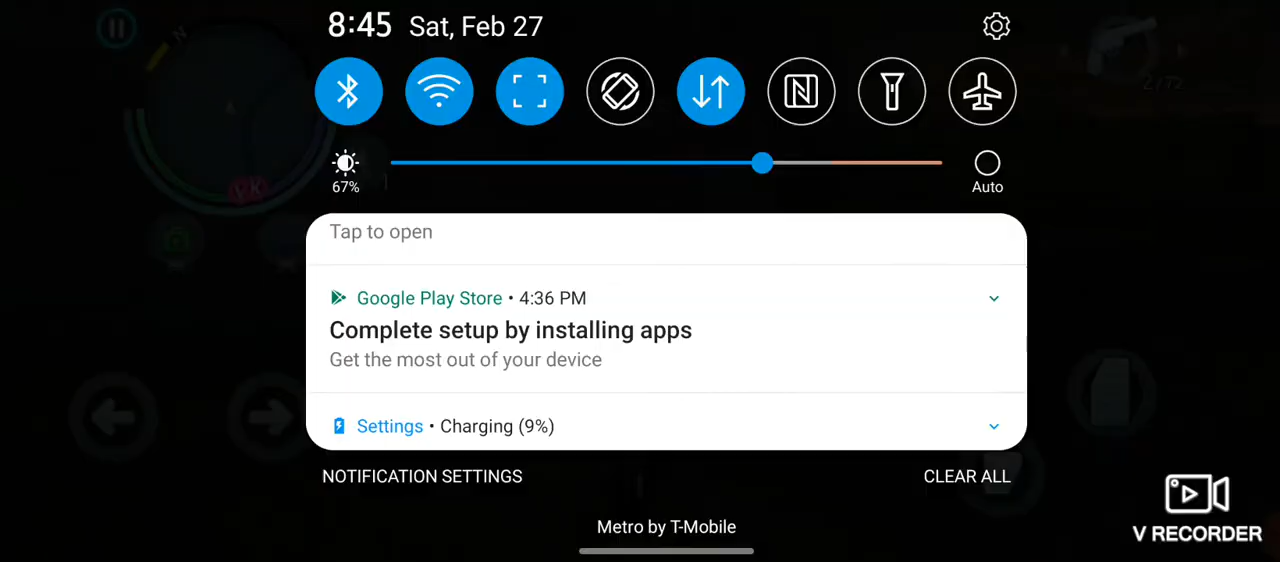 8:45 Sat, Feb 27
67%
Auto
Tap to open
Google Play Store • 4:36 PM
Complete setup by installing apps
Get the most out of your device
Settings • Charging (9%)
NOTIFICATION SETTINGS
CLEAR ALL
Metro by T-Mobile
V RECORDER